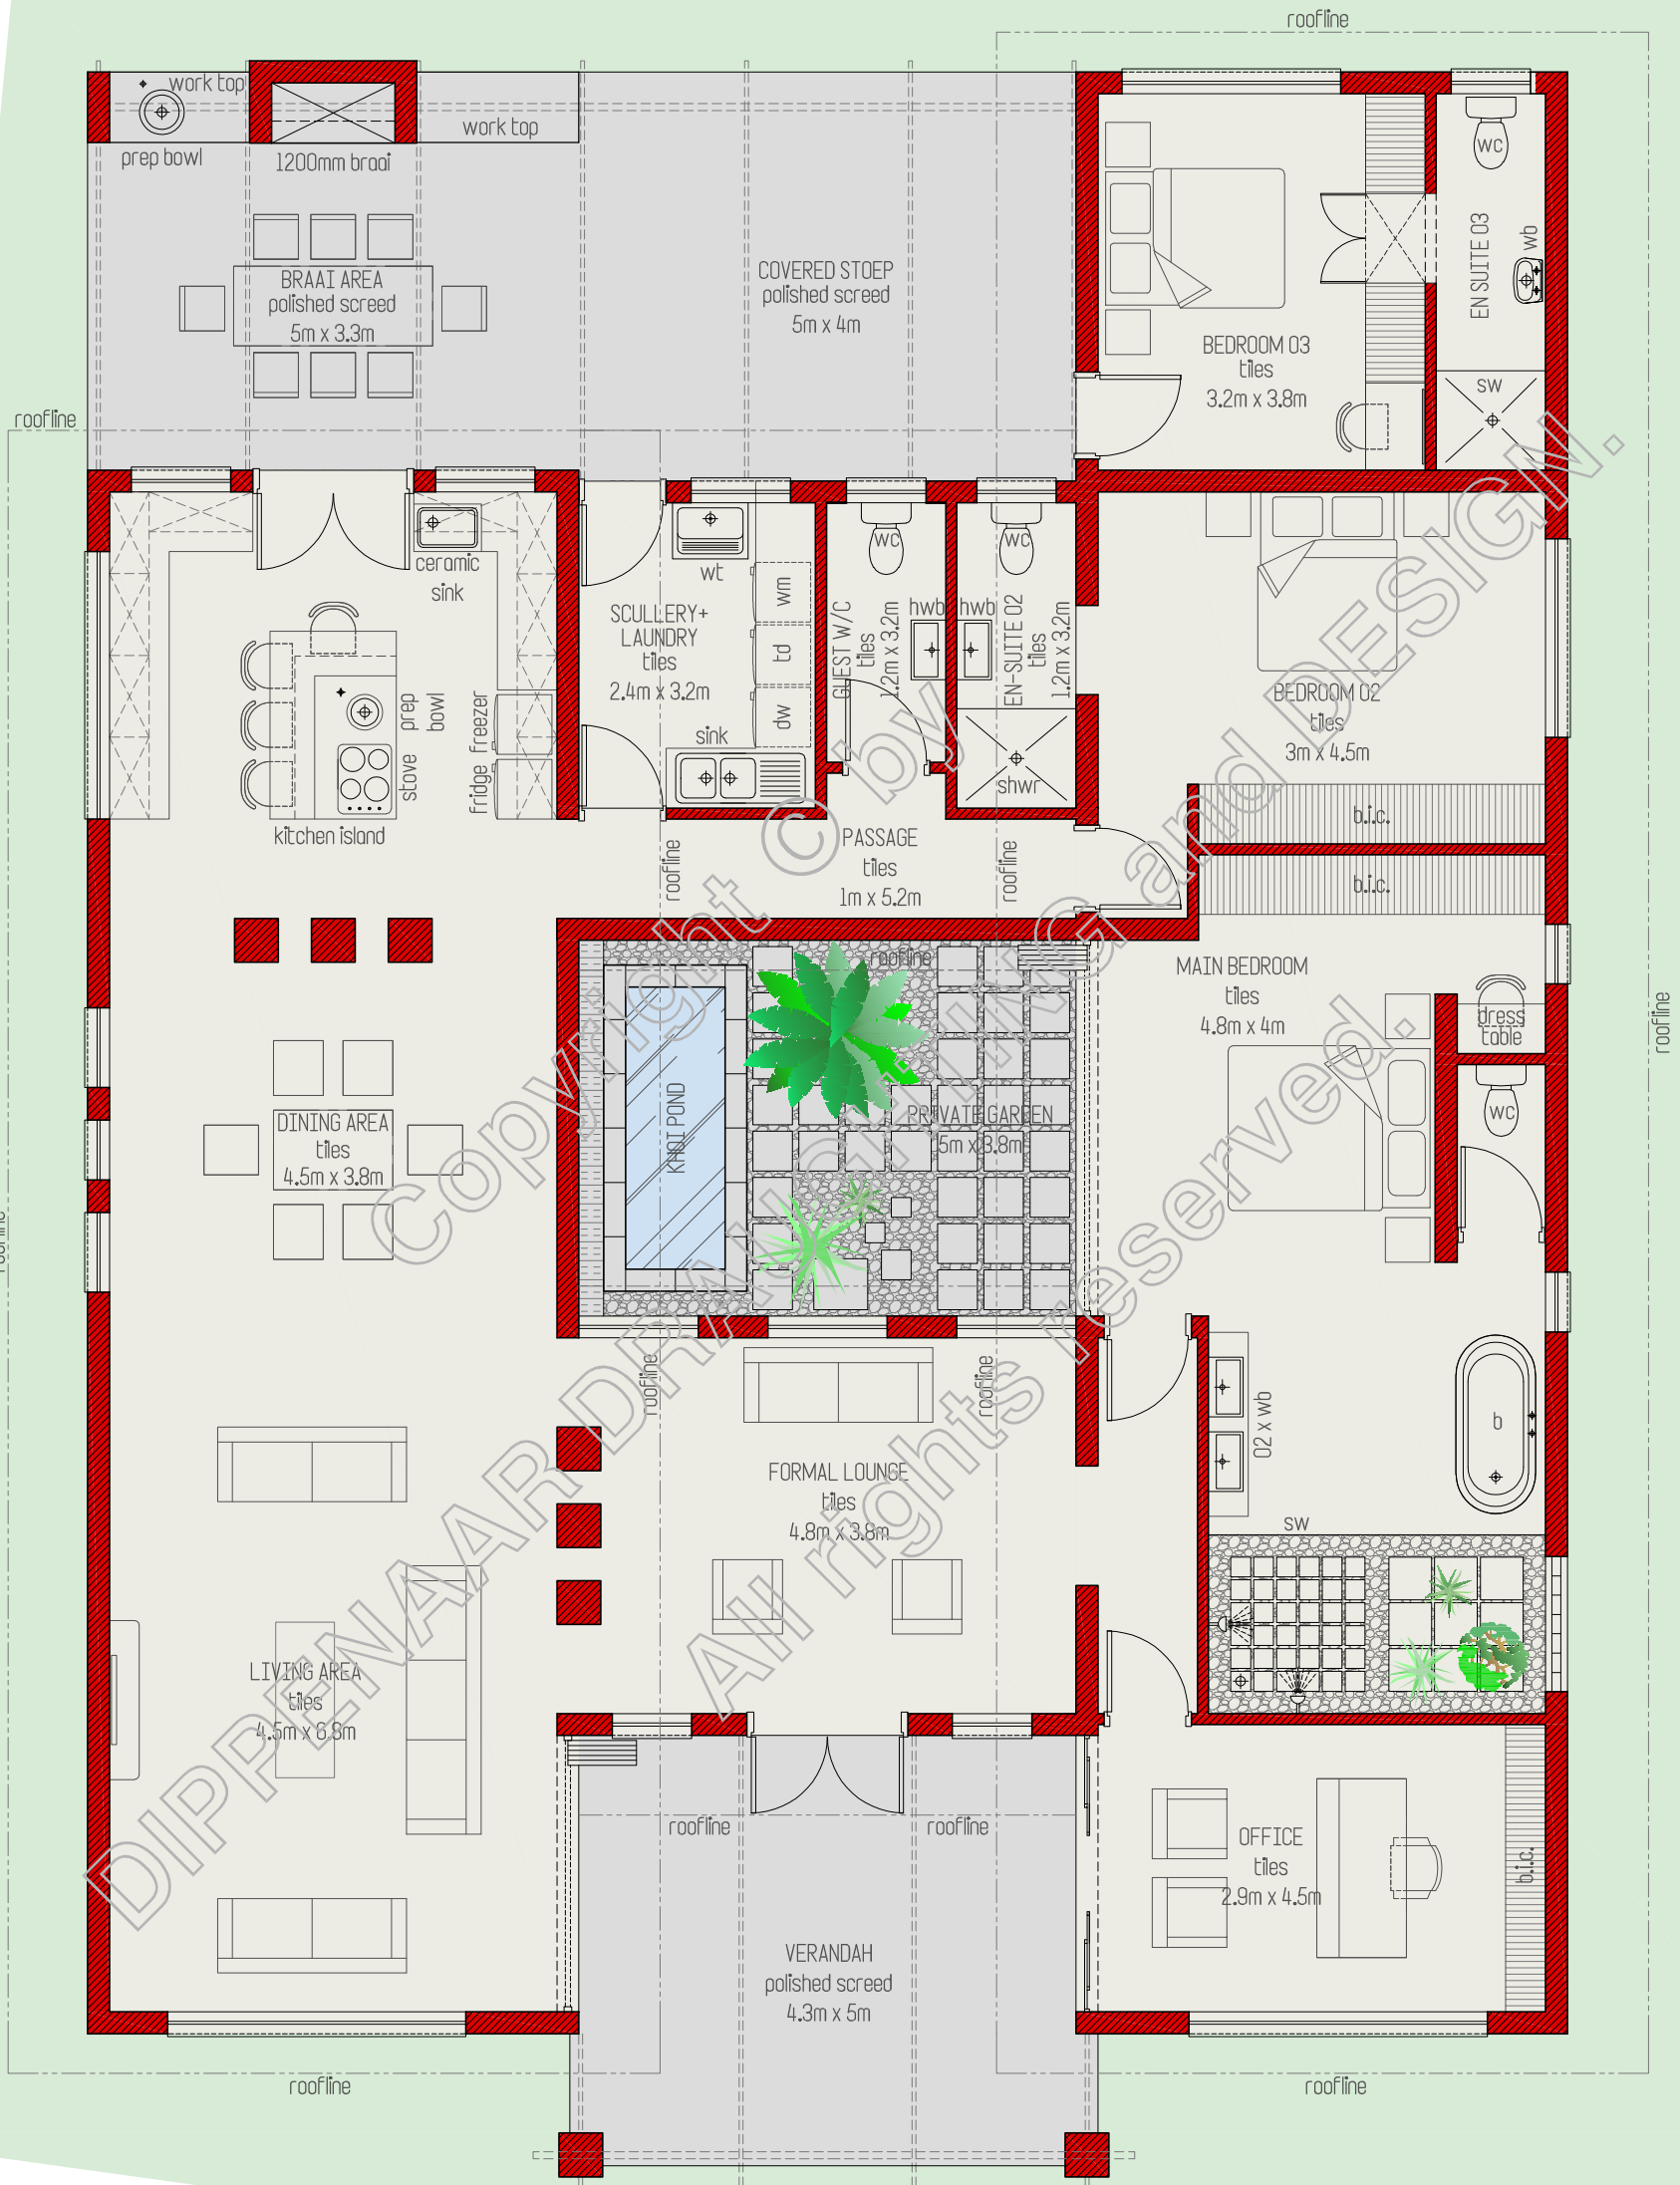 roofline
work top
work top
prep bowl
1200mm braai
BRAAI AREA
polished screed
5m x 3.3m
COVERED STOEP
polished screed
5m x 4m
BEDROOM 03
tiles
3.2m x 3.8m
wc
EN SUITE 03
wb
sw
roofline
ceramic
sink
wt
SCULLERY+
LAUNDRY
tiles
2.4m x 3.2m
wm
td
dw
sink
wc
hwb
GUEST W/C
tiles
1.2m x 3.2m
wc
hwb
EN-SUITE 02
tiles
1.2m x 3.2m
shwr
BEDROOM 02
tiles
3m x 4.5m
b.i.c.
b.i.c.
prep
bowl
stove
freezer
fridge
kitchen island
roofline
PASSAGE
tiles
1m x 5.2m
roofline
roofline
MAIN BEDROOM
tiles
4.8m x 4m
dress
table
wc
roofline
DINING AREA
tiles
4.5m x 3.8m
KHOI POND
PRIVATE GARDEN
5m x 3.8m
roofline
roofline
roofline
FORMAL LOUNGE
tiles
4.8m x 3.8m
02 x wb
b
sw
LIVING AREA
tiles
4.5m x 6.8m
roofline
roofline
OFFICE
tiles
2.9m x 4.5m
b.i.c.
VERANDAH
polished screed
4.3m x 5m
roofline
roofline
Copyright © by
DIPPENAAR DRAUGHTING and DESIGN.
All rights reserved.